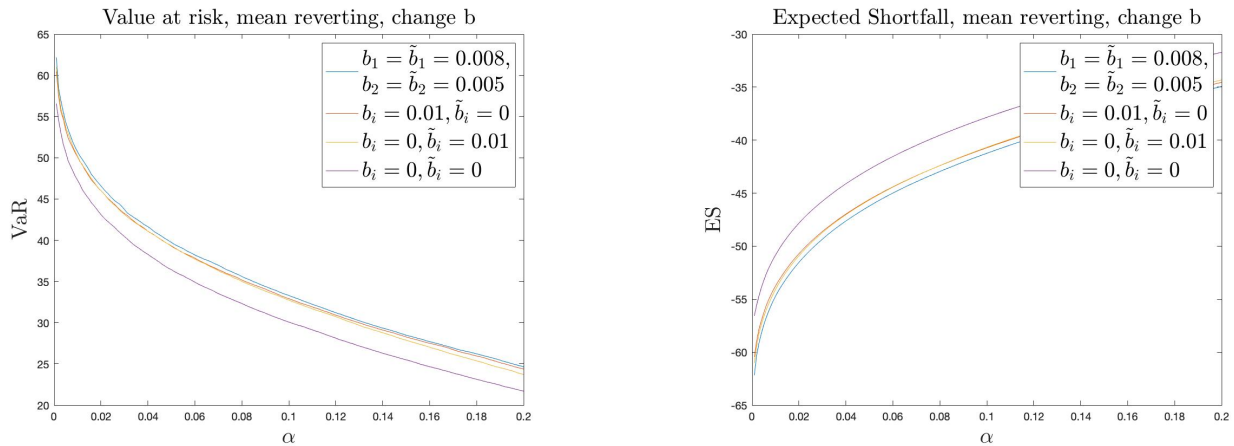 Value at risk, mean reverting, change b
65
60
55
50
45
40
35
30
25
20
VaR
0
0.02
0.04
0.06
0.08
0.1
0.12
0.14
0.16
0.18
0.2
α
b₁ = b̃₁ = 0.008,
b₂ = b̃₂ = 0.005
bᵢ = 0.01, b̃ᵢ = 0
bᵢ = 0, b̃ᵢ = 0.01
bᵢ = 0, b̃ᵢ = 0
Expected Shortfall, mean reverting, change b
-30
-35
-40
-45
-50
-55
-60
-65
ES
0
0.02
0.04
0.06
0.08
0.1
0.12
0.14
0.16
0.18
0.2
α
b₁ = b̃₁ = 0.008,
b₂ = b̃₂ = 0.005
bᵢ = 0.01, b̃ᵢ = 0
bᵢ = 0, b̃ᵢ = 0.01
bᵢ = 0, b̃ᵢ = 0